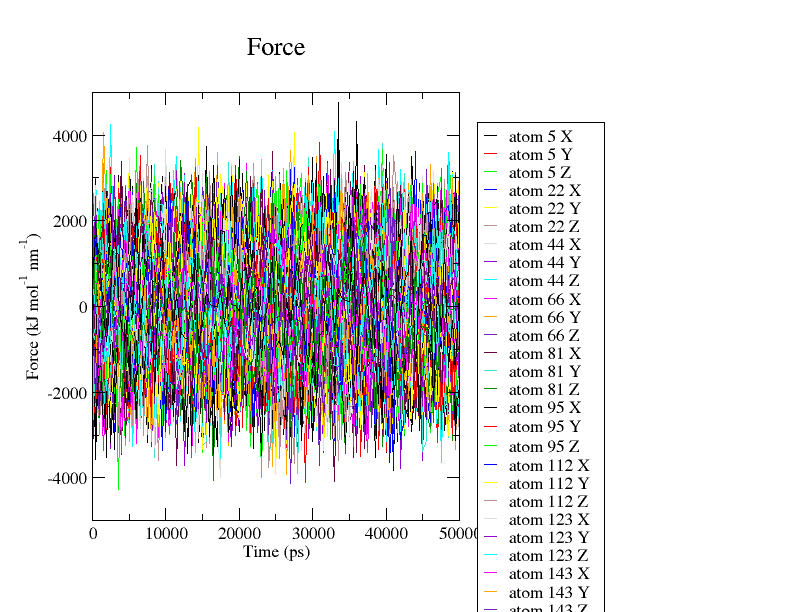 Force
4000
2000
0
-2000
-4000
Force (kJ mol-1 nm-1)
0 10000 20000 30000 40000 50000
Time (ps)
atom 5 X
atom 5 Y
atom 5 Z
atom 22 X
atom 22 Y
atom 22 Z
atom 44 X
atom 44 Y
atom 44 Z
atom 66 X
atom 66 Y
atom 66 Z
atom 81 X
atom 81 Y
atom 81 Z
atom 95 X
atom 95 Y
atom 95 Z
atom 112 X
atom 112 Y
atom 112 Z
atom 123 X
atom 123 Y
atom 123 Z
atom 143 X
atom 143 Y
atom 143 Z